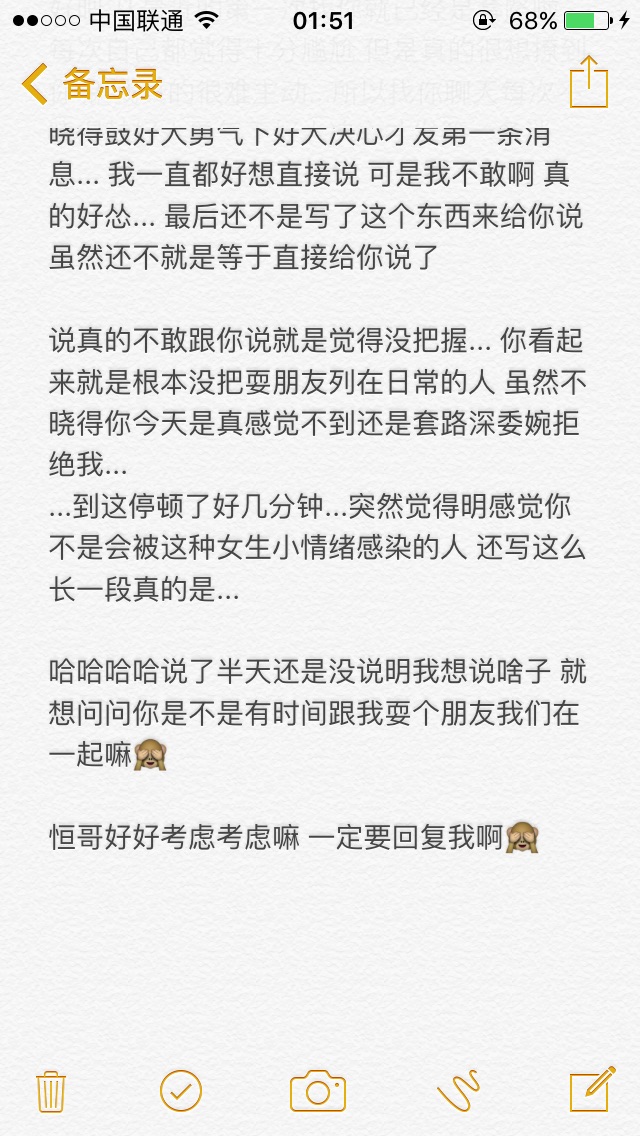 中国联通
01:51
68%
备忘录
晓得鼓好大勇气下好大决心才发第一条消
息... 我一直都好想直接说 可是我不敢啊 真
的好怂... 最后还不是写了这个东西来给你说
虽然还不就是等于直接给你说了
说真的不敢跟你说就是觉得没把握... 你看起
来就是根本没把耍朋友列在日常的人 虽然不
晓得你今天是真感觉不到还是套路深委婉拒
绝我...
...到这停顿了好几分钟...突然觉得明感觉你
不是会被这种女生小情绪感染的人 还写这么
长一段真的是...
哈哈哈哈说了半天还是没说明我想说啥子 就
想问问你是不是有时间跟我耍个朋友我们在
一起嘛🙈
恒哥好好考虑考虑嘛 一定要回复我啊🙈